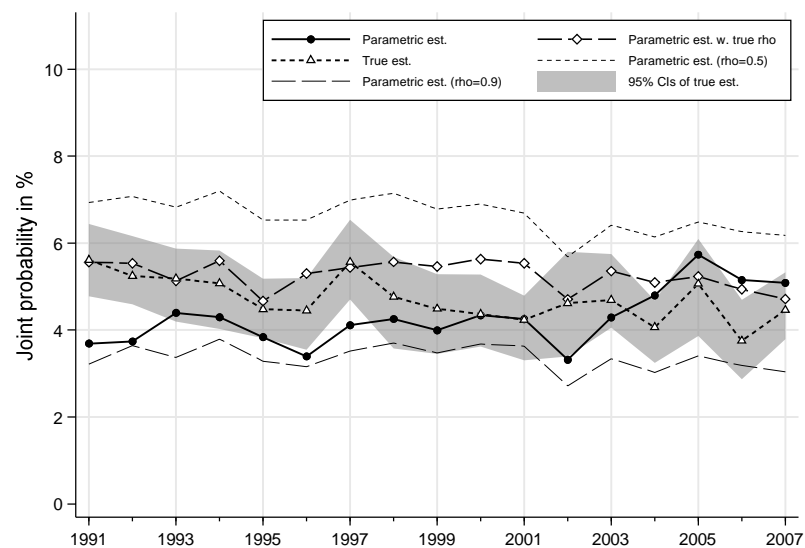 Parametric est.
True est.
Parametric est. (rho=0.9)
Parametric est. w. true rho
Parametric est. (rho=0.5)
95% CIs of true est.
Joint probability in %
10
8
6
4
2
0
1991 1993 1995 1997 1999 2001 2003 2005 2007